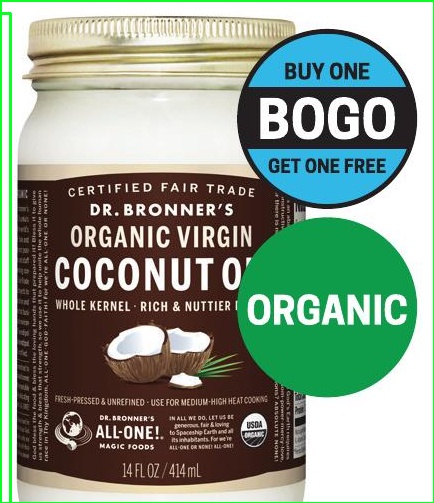 BUY ONE
BOGO
GET ONE FREE
CERTIFIED FAIR TRADE
DR. BRONNER'S
ORGANIC VIRGIN
COCONUT O
WHOLE KERNEL · RICH & NUTTIER
ORGANIC
FRESH-PRESSED & UNREFINED · USE FOR MEDIUM-HIGH HEAT COOKING
DR. BRONNER'S
ALL-ONE!
MAGIC FOODS
IN ALL WE DO, LET US BE
generous, fair & loving
to Spaceship Earth and all
its inhabitants. For we're
ALL-ONE OR NONE! ALL-ONE!
USDA
ORGANIC
14 FL OZ / 414 mL